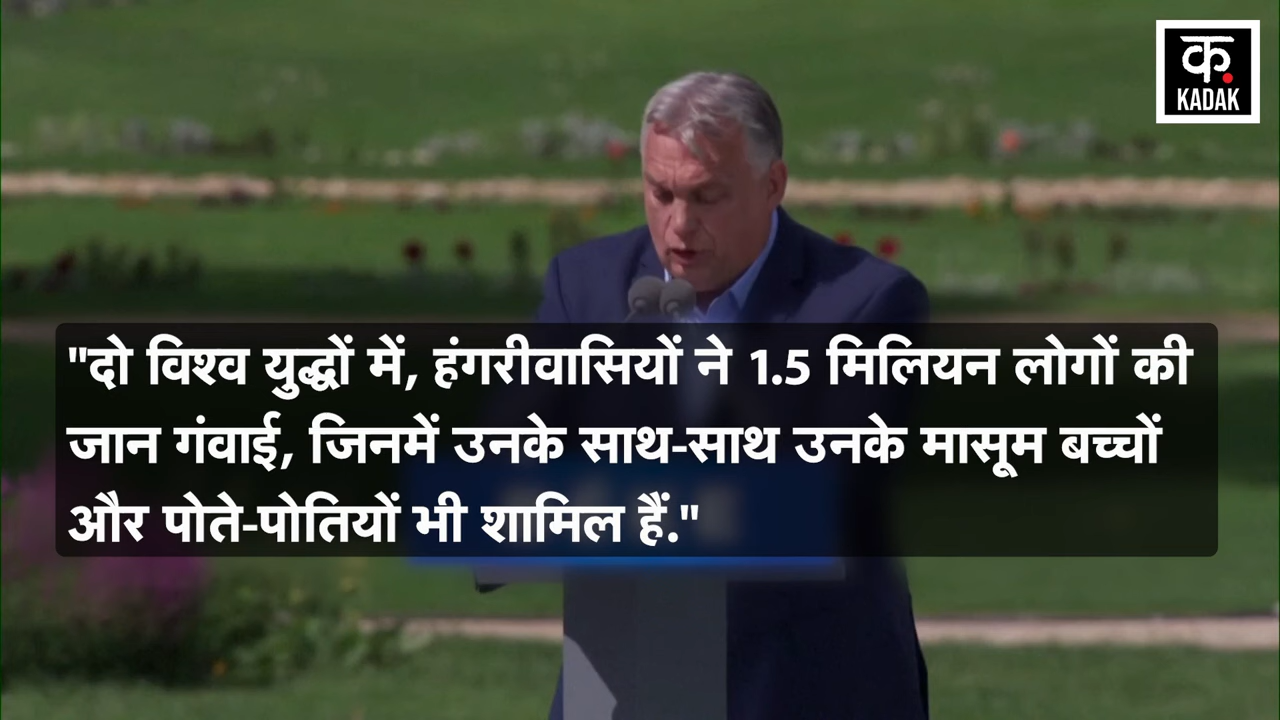 क
KADAK
"दो विश्व युद्धों में, हंगरीवासियों ने 1.5 मिलियन लोगों की
जान गंवाई, जिनमें उनके साथ-साथ उनके मासूम बच्चों
और पोते-पोतियों भी शामिल हैं."